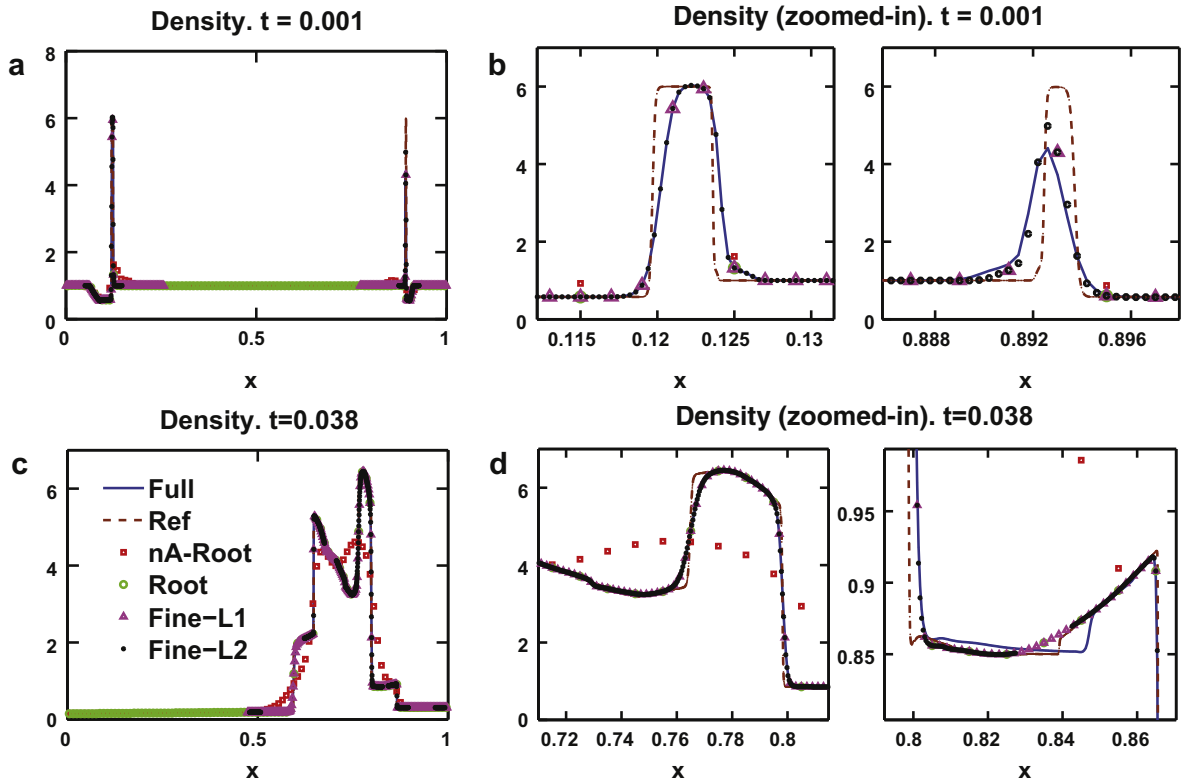 Density. t = 0.001
Density (zoomed-in). t = 0.001
a
8
6
4
2
0
0
0.5
1
x
b
6
4
2
0
0.115
0.12
0.125
0.13
x
6
4
2
0
0.888
0.892
0.896
x
Density. t=0.038
Density (zoomed-in). t=0.038
c
6
4
2
0
Full
Ref
nA-Root
Root
Fine-L1
Fine-L2
0
0.5
1
x
d
6
4
2
0
0.72
0.74
0.76
0.78
0.8
x
0.95
0.9
0.85
0.8
0.82
0.84
0.86
x